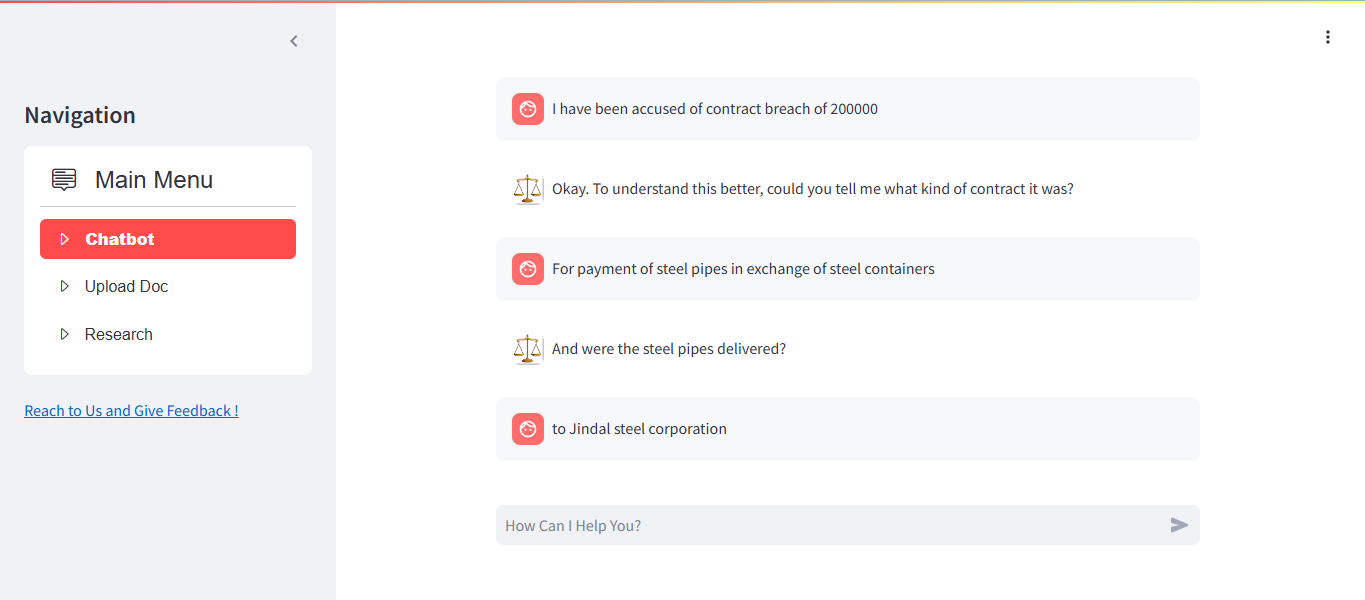 Navigation
Main Menu
Chatbot
Upload Doc
Research
Reach to Us and Give Feedback !
I have been accused of contract breach of 200000
Okay. To understand this better, could you tell me what kind of contract it was?
For payment of steel pipes in exchange of steel containers
And were the steel pipes delivered?
to Jindal steel corporation
How Can I Help You?